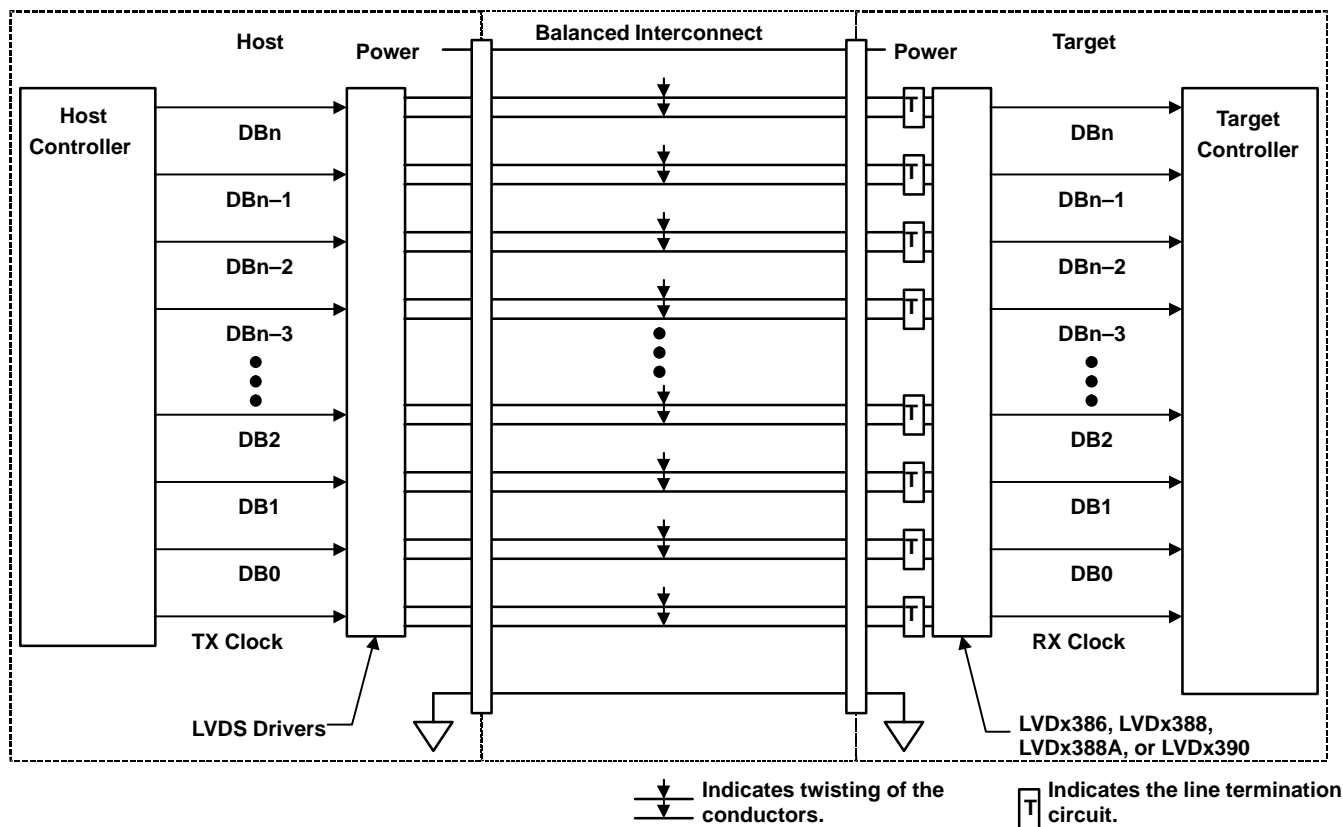 Host
Balanced Interconnect
Target
Power
Power
Host
Controller
Target
Controller
DBn
DBn
DBn–1
DBn–1
DBn–2
DBn–2
DBn–3
DBn–3
DB2
DB2
DB1
DB1
DB0
DB0
TX Clock
RX Clock
T
T
T
T
T
T
T
T
LVDS Drivers
LVDx386, LVDx388,
LVDx388A, or LVDx390
Indicates twisting of the
conductors.
T
Indicates the line termination
circuit.